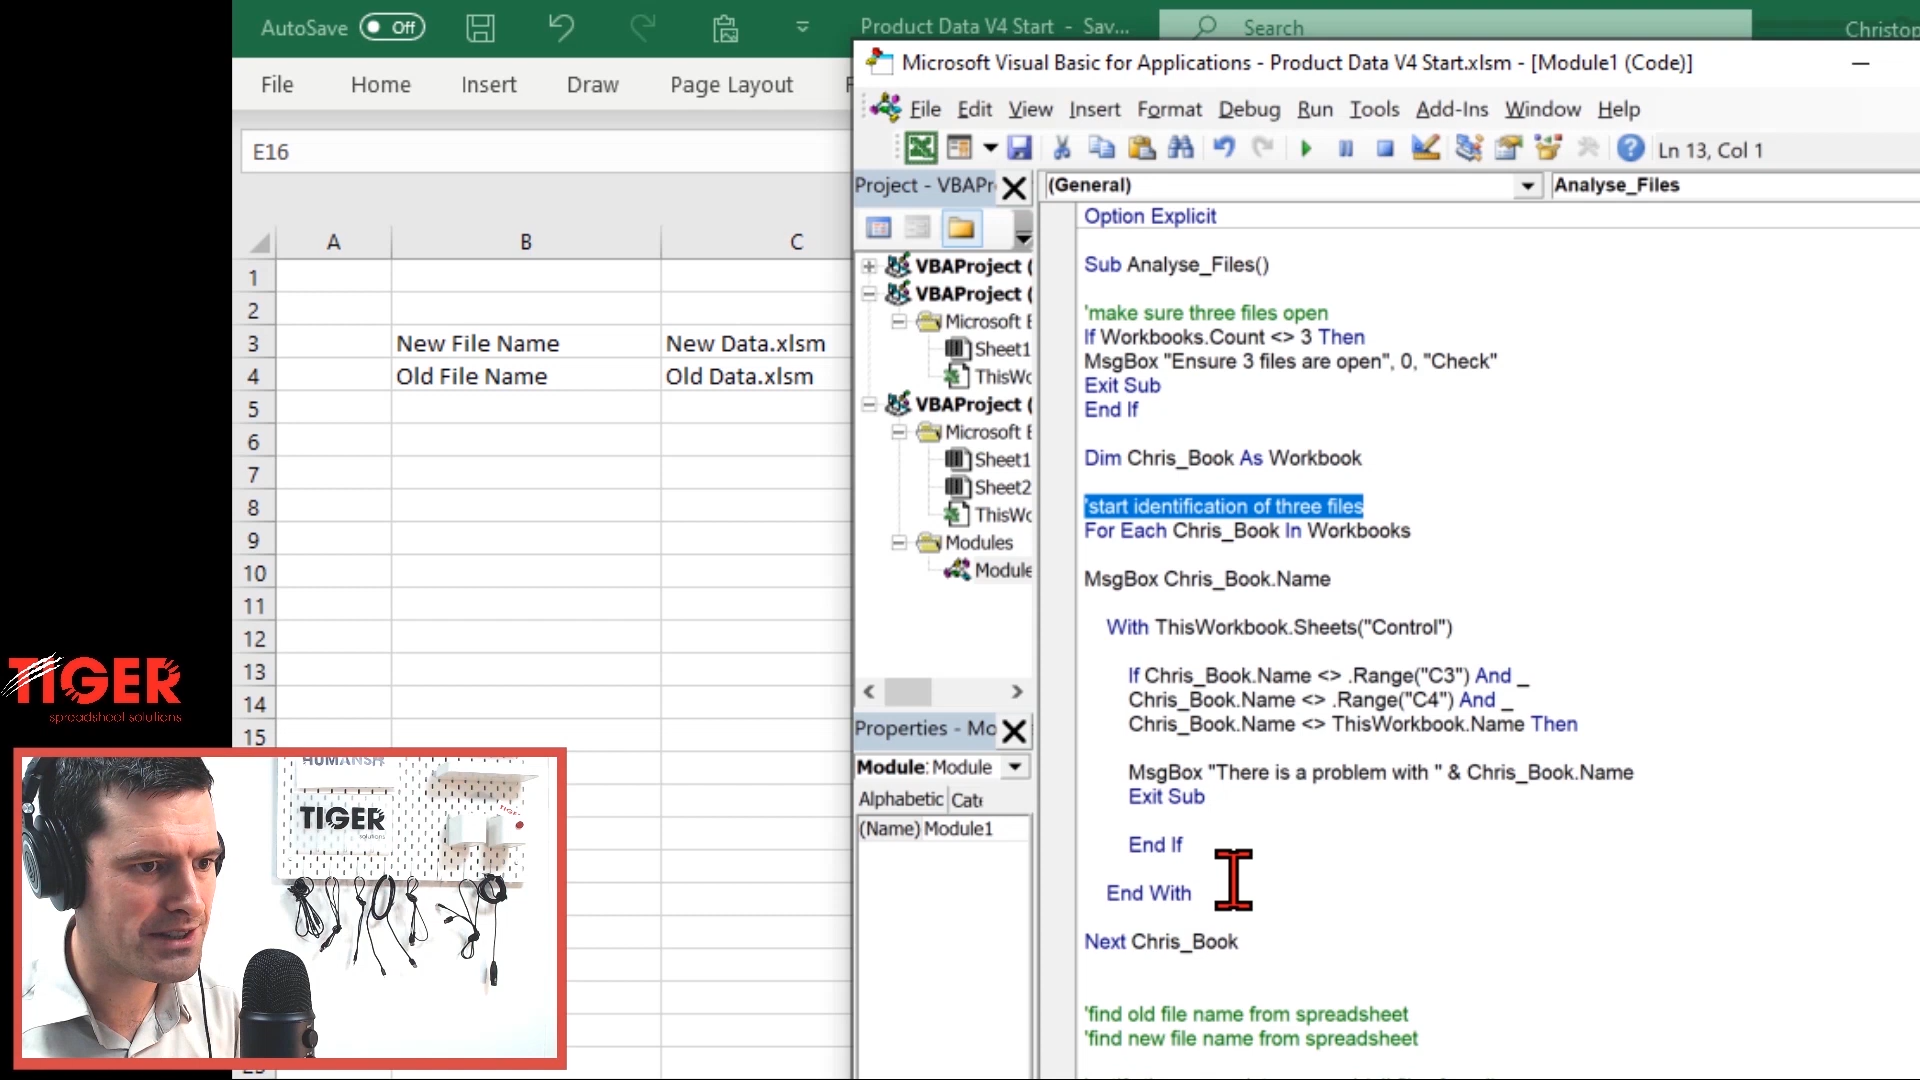 AutoSave Off
Product Data V4 Start - Sav...
Search
Christop
File Home Insert Draw Page Layout F
E16
A B C
1
2
3 New File Name New Data.xlsm
4 Old File Name Old Data.xlsm
5
6
7
8
9
10
11
12
13
14
15
Microsoft Visual Basic for Applications - Product Data V4 Start.xlsm - [Module1 (Code)]
File Edit View Insert Format Debug Run Tools Add-Ins Window Help
Ln 13, Col 1
Project - VBAPr
VBAProject (
VBAProject (
Microsoft E
Sheet1
ThisWo
VBAProject (
Microsoft E
Sheet1
Sheet2
ThisWo
Modules
Module
Properties - Mo
Module: Module
Alphabetic Cate
(Name) Module1
(General) Analyse_Files
Option Explicit
Sub Analyse_Files()
'make sure three files open
If Workbooks.Count <> 3 Then
MsgBox "Ensure 3 files are open", 0, "Check"
Exit Sub
End If
Dim Chris_Book As Workbook
'start identification of three files
For Each Chris_Book In Workbooks
MsgBox Chris_Book.Name
With ThisWorkbook.Sheets("Control")
If Chris_Book.Name <> .Range("C3") And _
Chris_Book.Name <> .Range("C4") And _
Chris_Book.Name <> ThisWorkbook.Name Then
MsgBox "There is a problem with " & Chris_Book.Name
Exit Sub
End If
End With
Next Chris_Book
'find old file name from spreadsheet
'find new file name from spreadsheet
TIGER
spreadsheet solutions
TIGER
solutions